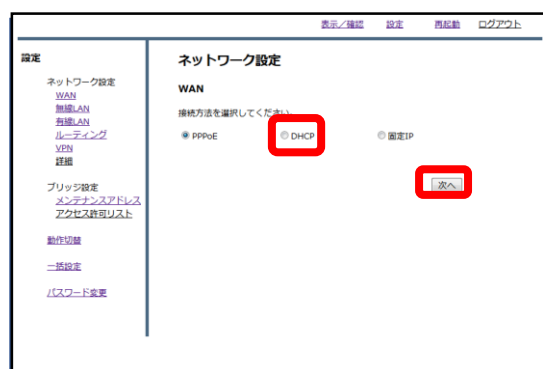 表示／確認 設定 再起動 ログアウト
設定
ネットワーク設定
WAN
無線LAN
有線LAN
ルーティング
VPN
詳細
ブリッジ設定
メンテナンスアドレス
アクセス許可リスト
動作切替
一括設定
パスワード変更
ネットワーク設定
WAN
接続方法を選択してください。
PPPoE DHCP 固定IP
次へ